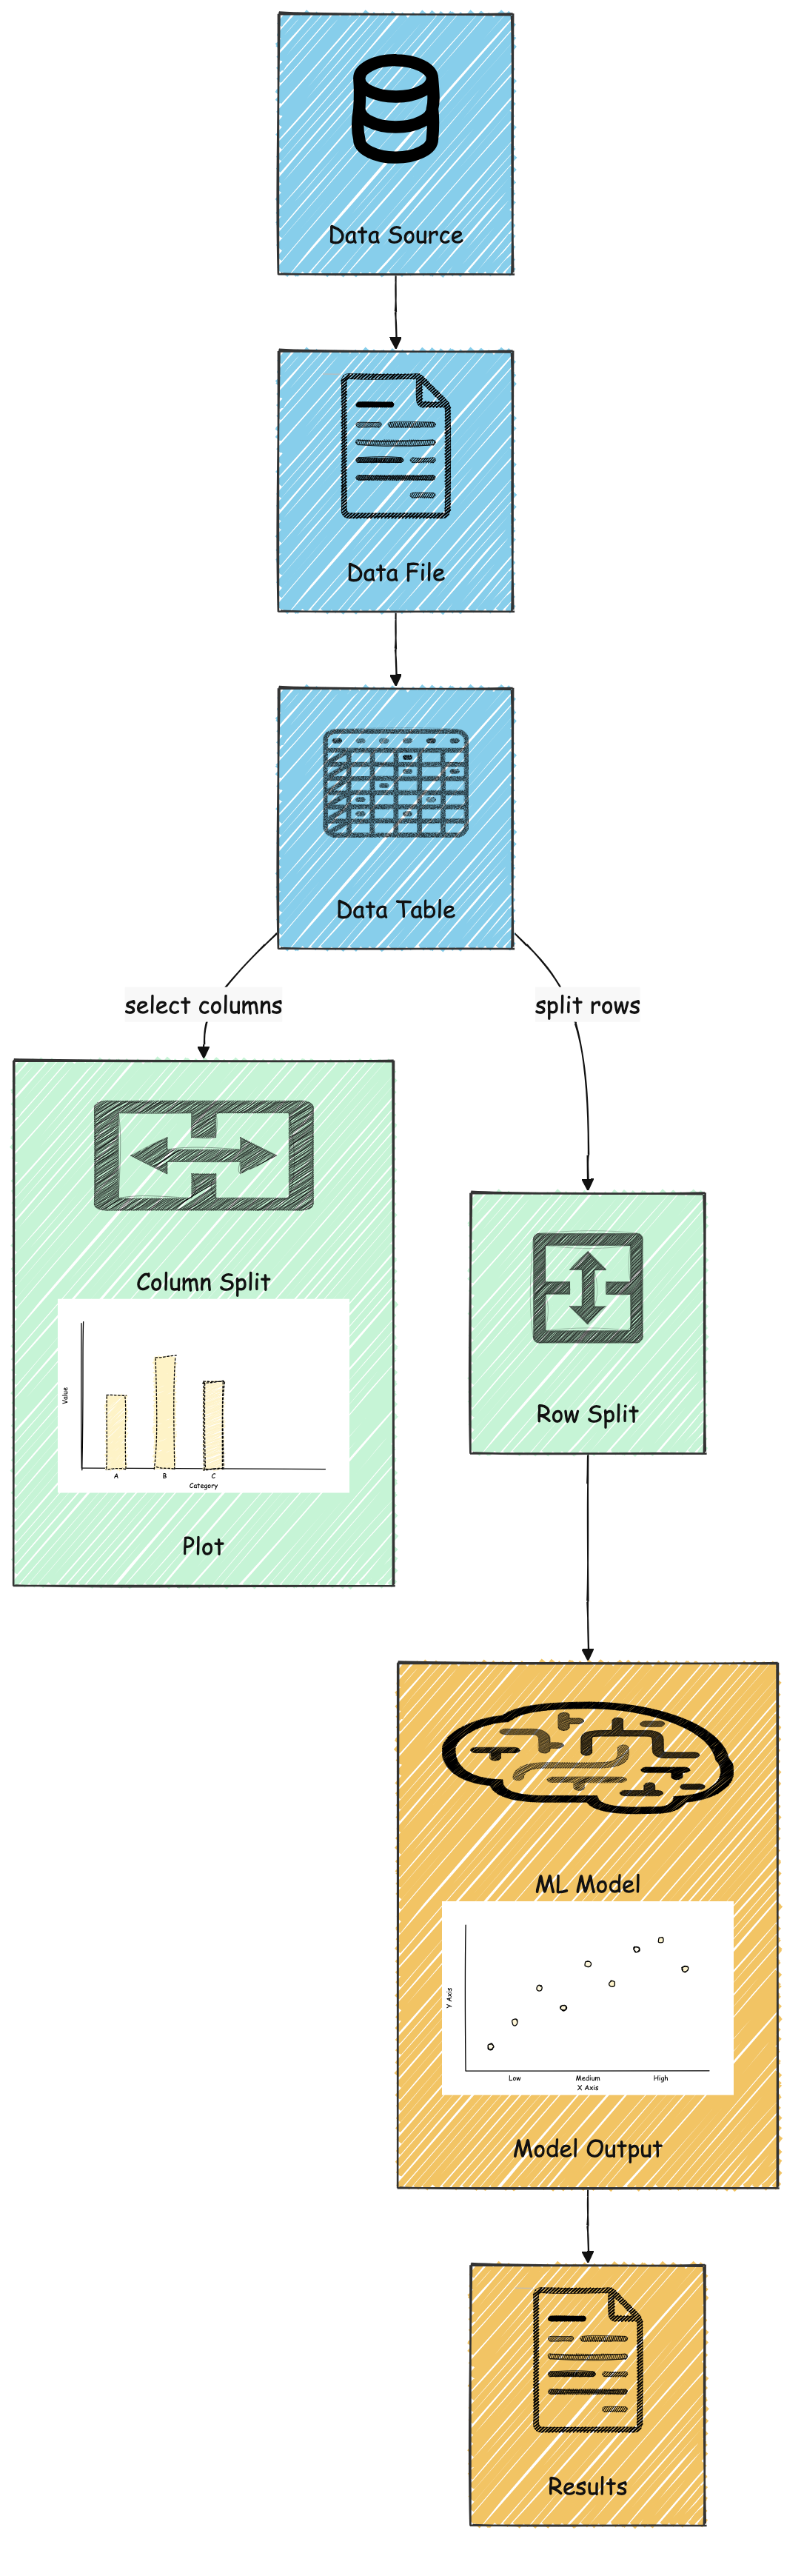 Data Source
Data File
Data Table
select columns
split rows
Column Split
Value
A B C
Category
Plot
Row Split
ML Model
Y Axis
Low Medium High
X Axis
Model Output
Results